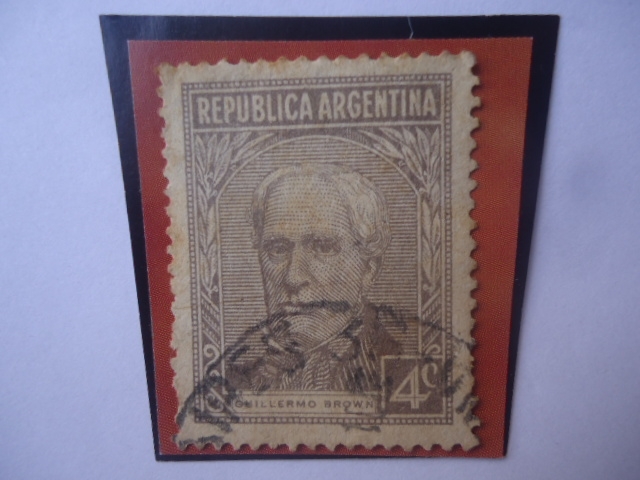 REPUBLICA ARGENTINA
GUILLERMO BROWN
4c